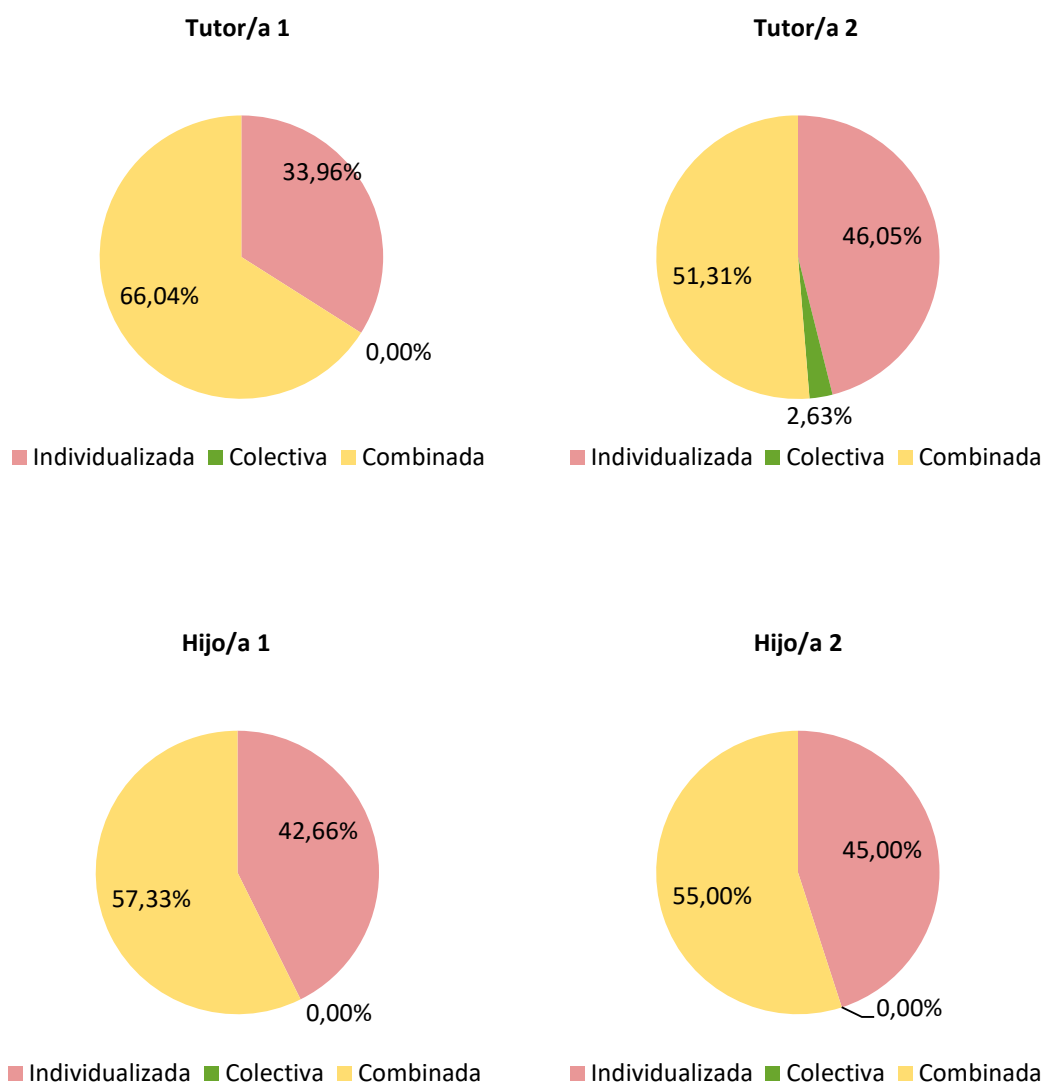 Tutor/a 1
33,96%
66,04%
0,00%
Individualizada Colectiva Combinada
Tutor/a 2
46,05%
51,31%
2,63%
Individualizada Colectiva Combinada
Hijo/a 1
42,66%
57,33%
0,00%
Individualizada Colectiva Combinada
Hijo/a 2
45,00%
55,00%
0,00%
Individualizada Colectiva Combinada